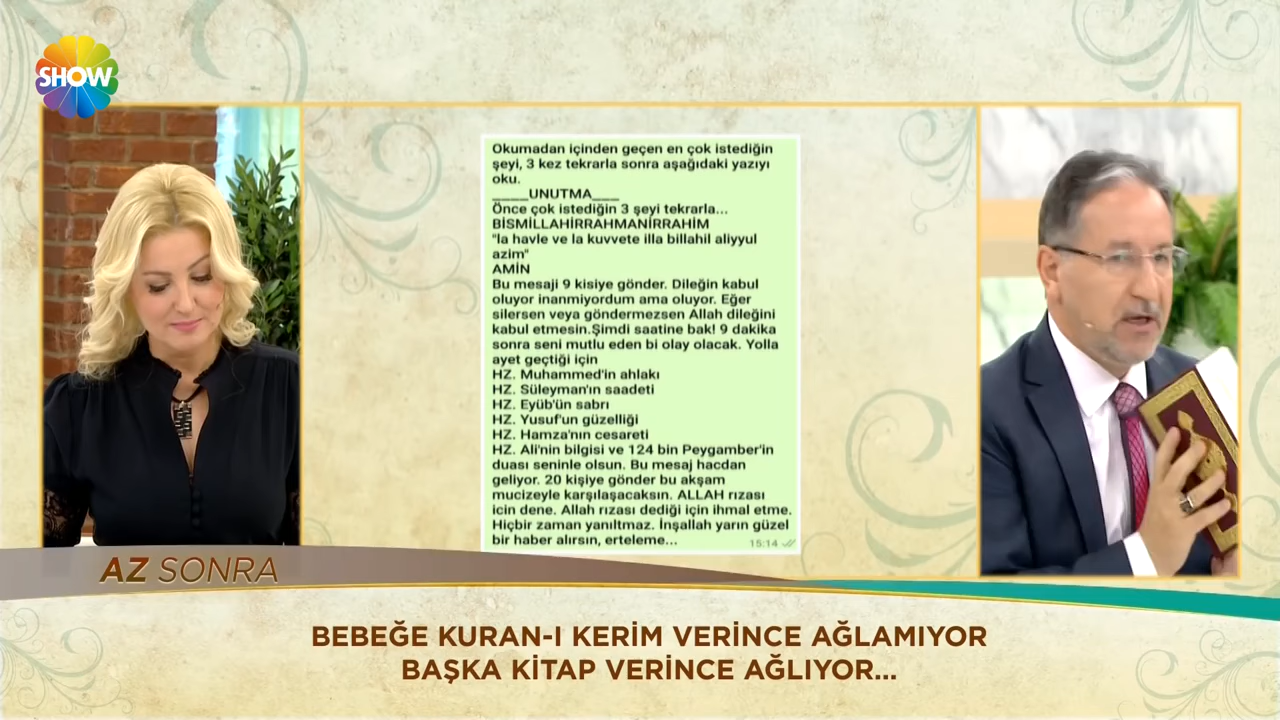 SHOW
Okumadan içinden geçen en çok istediğin
şeyi, 3 kez tekrarla sonra aşağıdaki yazıyı
oku.
____UNUTMA___
Önce çok istediğin 3 şeyi tekrarla...
BİSMİLLAHİRRAHMANİRRAHİM
"la havle ve la kuvvete illa billahil aliyyul
azim"
AMİN
Bu mesaji 9 kisiye gönder. Dileğin kabul
oluyor inanmiyordum ama oluyor. Eğer
silersen veya göndermezsen Allah dileğini
kabul etmesin.Şimdi saatine bak! 9 dakika
sonra seni mutlu eden bi olay olacak. Yolla
ayet geçtiği için
HZ. Muhammed'in ahlakı
HZ. Süleyman'ın saadeti
HZ. Eyüb'ün sabrı
HZ. Yusuf'un güzelliği
HZ. Hamza'nın cesareti
HZ. Ali'nin bilgisi ve 124 bin Peygamber'in
duası seninle olsun. Bu mesaj hacdan
geliyor. 20 kişiye gönder bu akşam
mucizeyle karşılaşacaksın. ALLAH rızası
icin dene. Allah rızası dediği için ihmal etme.
Hiçbir zaman yanıltmaz. İnşallah yarın güzel
bir haber alırsın, erteleme...
15:14
AZ SONRA
BEBEĞE KURAN-I KERİM VERİNCE AĞLAMIYOR
BAŞKA KİTAP VERİNCE AĞLIYOR...